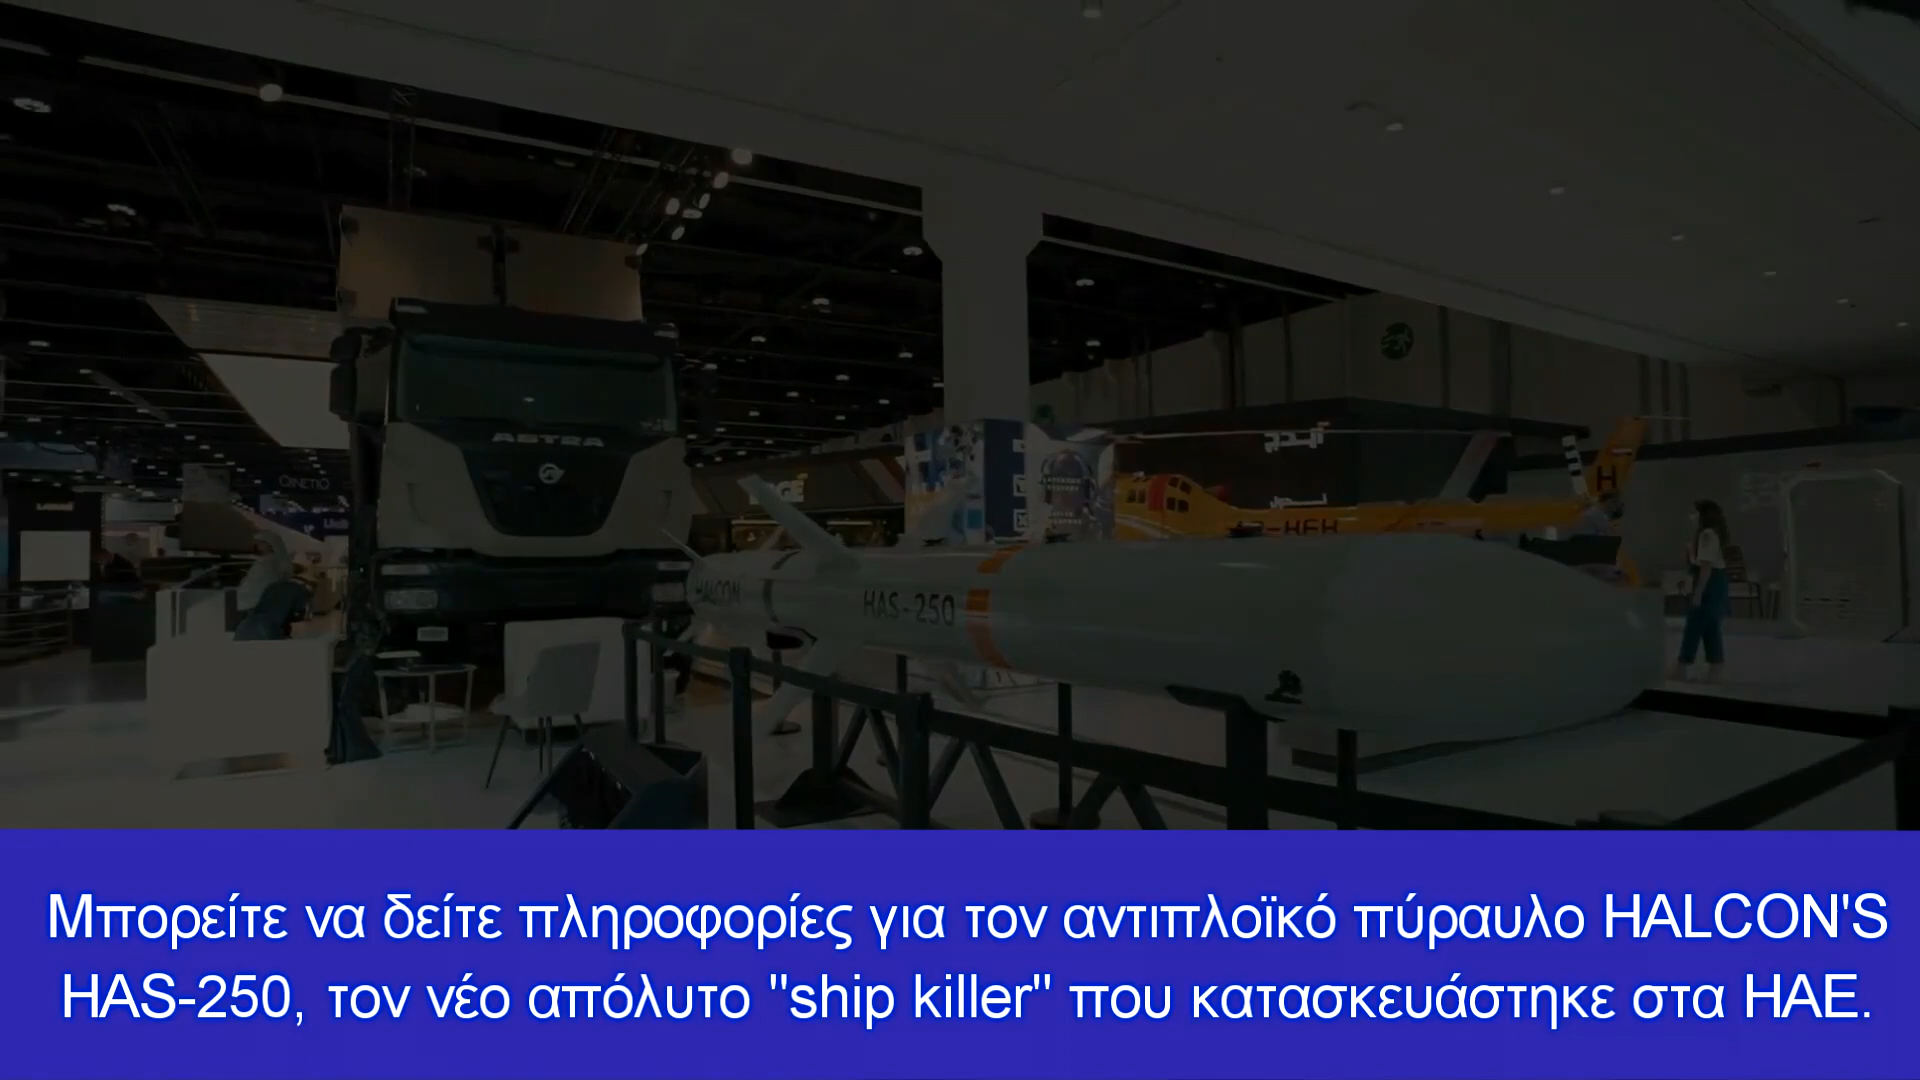 ASTRA
QINETIQ
HALCON
HAS-250
H
Μπορείτε να δείτε πληροφορίες για τον αντιπλοϊκό πύραυλο HALCON'S
HAS-250, τον νέο απόλυτο "ship killer" που κατασκευάστηκε στα ΗΑΕ.